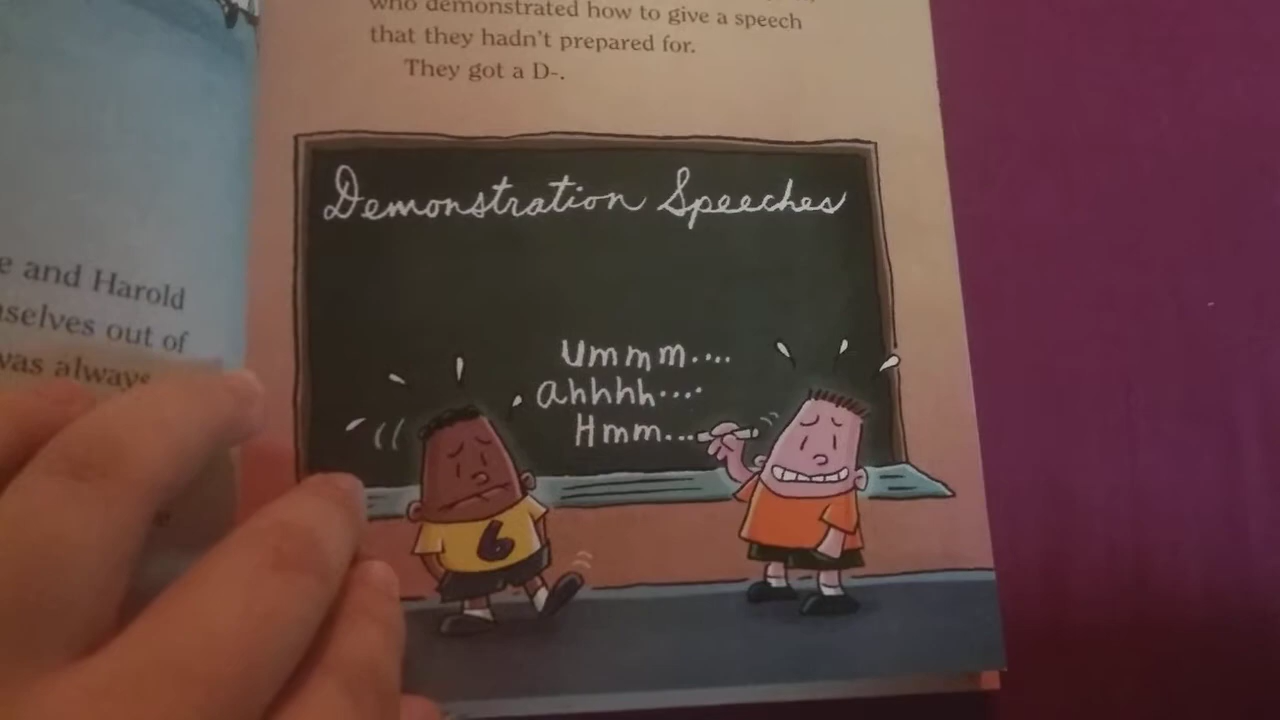 e and Harold
selves out of
was always
who demonstrated how to give a speech
that they hadn't prepared for.
They got a D-.
Demonstration Speeches
Ummm....
ahhhh....
Hmm...
6